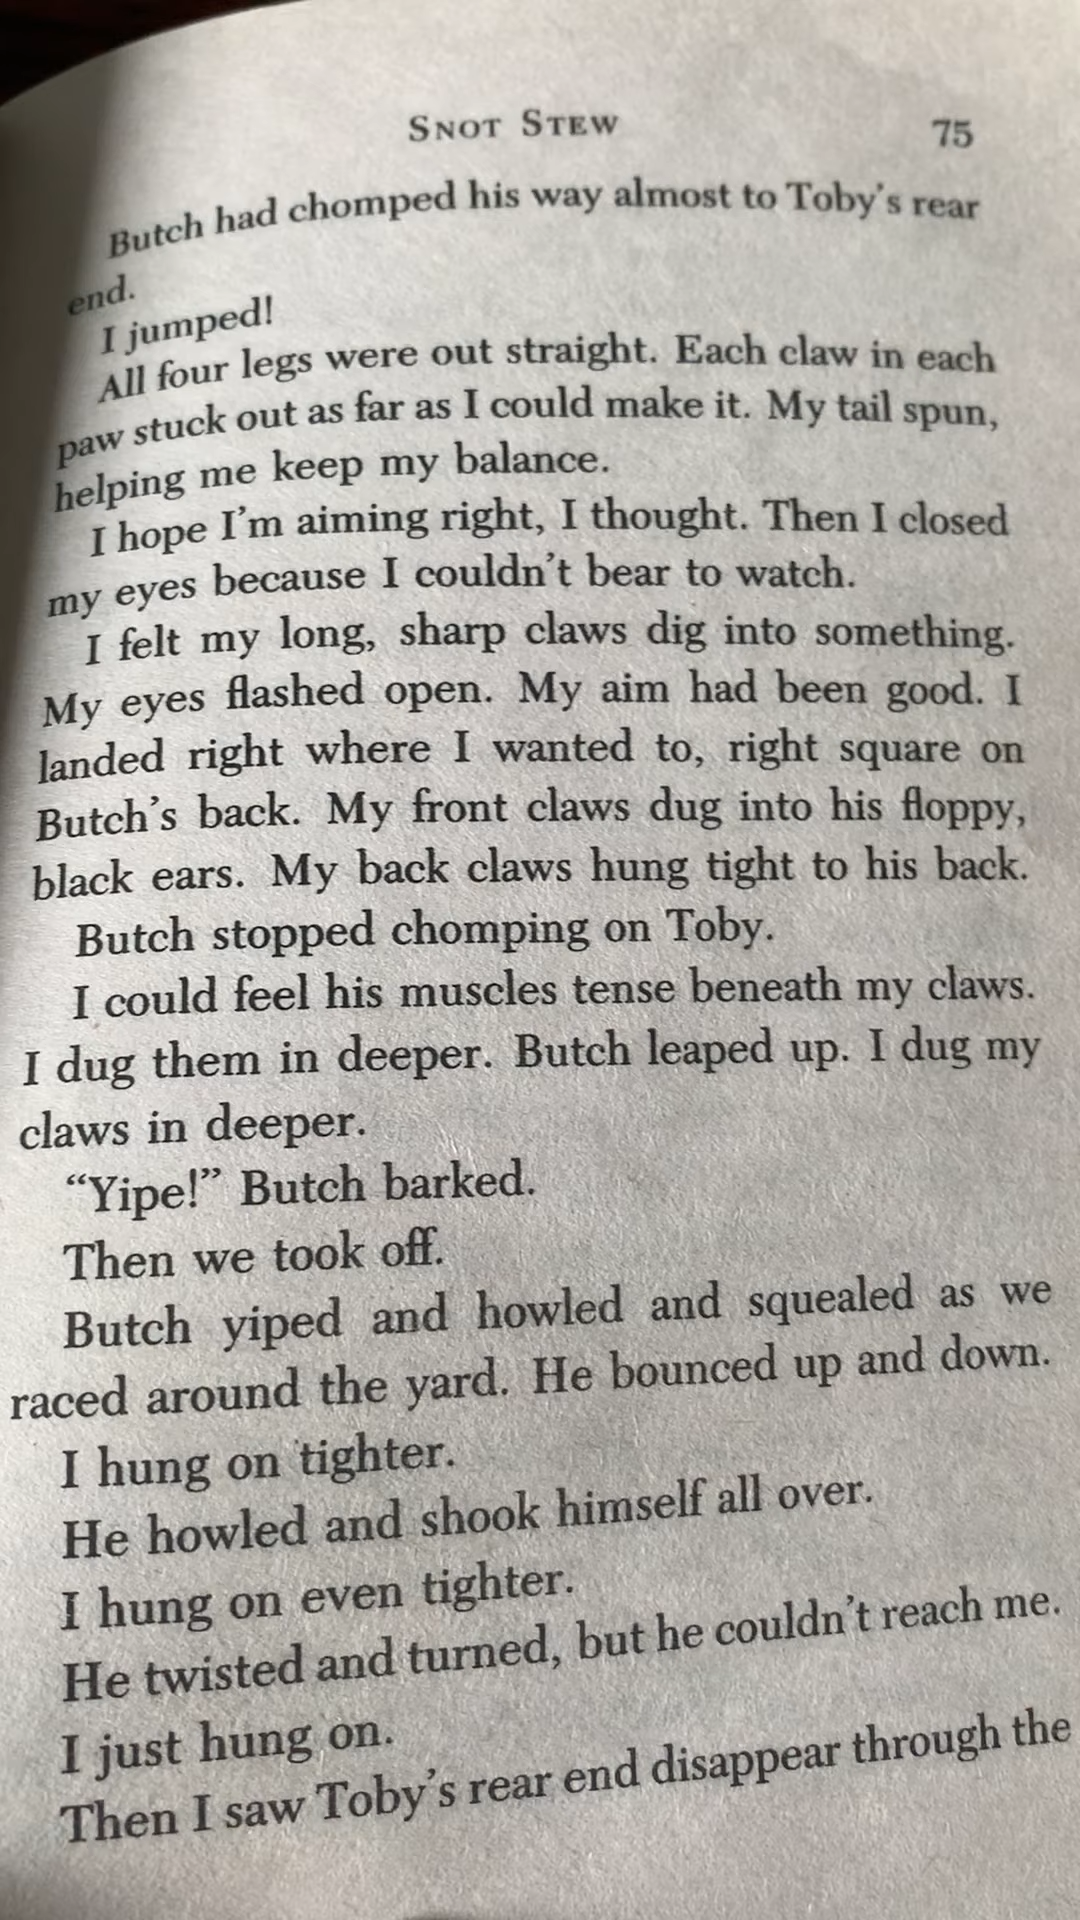 SNOT STEW 75
Butch had chomped his way almost to Toby's rear
end.
I jumped!
All four legs were out straight. Each claw in each
paw stuck out as far as I could make it. My tail spun,
helping me keep my balance.
I hope I'm aiming right, I thought. Then I closed
my eyes because I couldn't bear to watch.
I felt my long, sharp claws dig into something.
My eyes flashed open. My aim had been good. I
landed right where I wanted to, right square on
Butch's back. My front claws dug into his floppy,
black ears. My back claws hung tight to his back.
Butch stopped chomping on Toby.
I could feel his muscles tense beneath my claws.
I dug them in deeper. Butch leaped up. I dug my
claws in deeper.
“Yipe!” Butch barked.
Then we took off.
Butch yiped and howled and squealed as we
raced around the yard. He bounced up and down.
I hung on tighter.
He howled and shook himself all over.
I hung on even tighter.
He twisted and turned, but he couldn't reach me.
I just hung on.
Then I saw Toby's rear end disappear through the